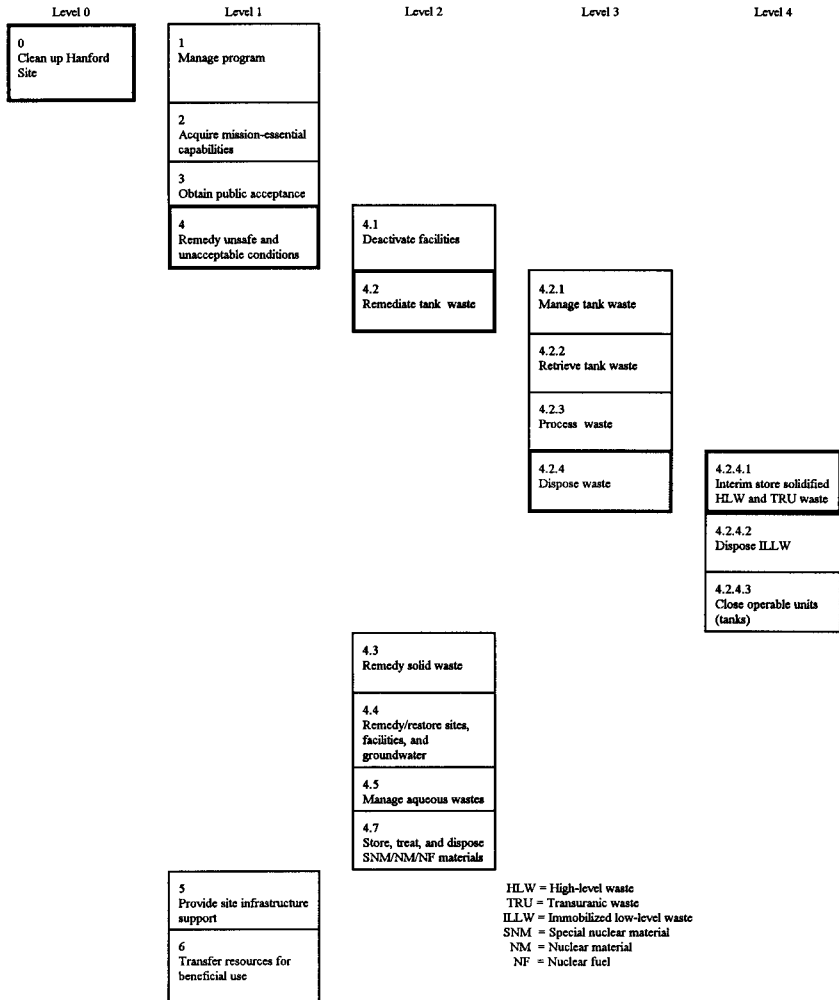 Level 0
Level 1
Level 2
Level 3
Level 4
0
Clean up Hanford
Site
1
Manage program
2
Acquire mission-essential
capabilities
3
Obtain public acceptance
4
Remedy unsafe and
unacceptable conditions
4.1
Deactivate facilities
4.2
Remediate tank waste
4.2.1
Manage tank waste
4.2.2
Retrieve tank waste
4.2.3
Process waste
4.2.4
Dispose waste
4.2.4.1
Interim store solidified
HLW and TRU waste
4.2.4.2
Dispose ILLW
4.2.4.3
Close operable units
(tanks)
4.3
Remedy solid waste
4.4
Remedy/restore sites,
facilities, and
groundwater
4.5
Manage aqueous wastes
4.7
Store, treat, and dispose
SNM/NM/NF materials
5
Provide site infrastructure
support
6
Transfer resources for
beneficial use
HLW = High-level waste
TRU = Transuranic waste
ILLW = Immobilized low-level waste
SNM = Special nuclear material
NM = Nuclear material
NF = Nuclear fuel